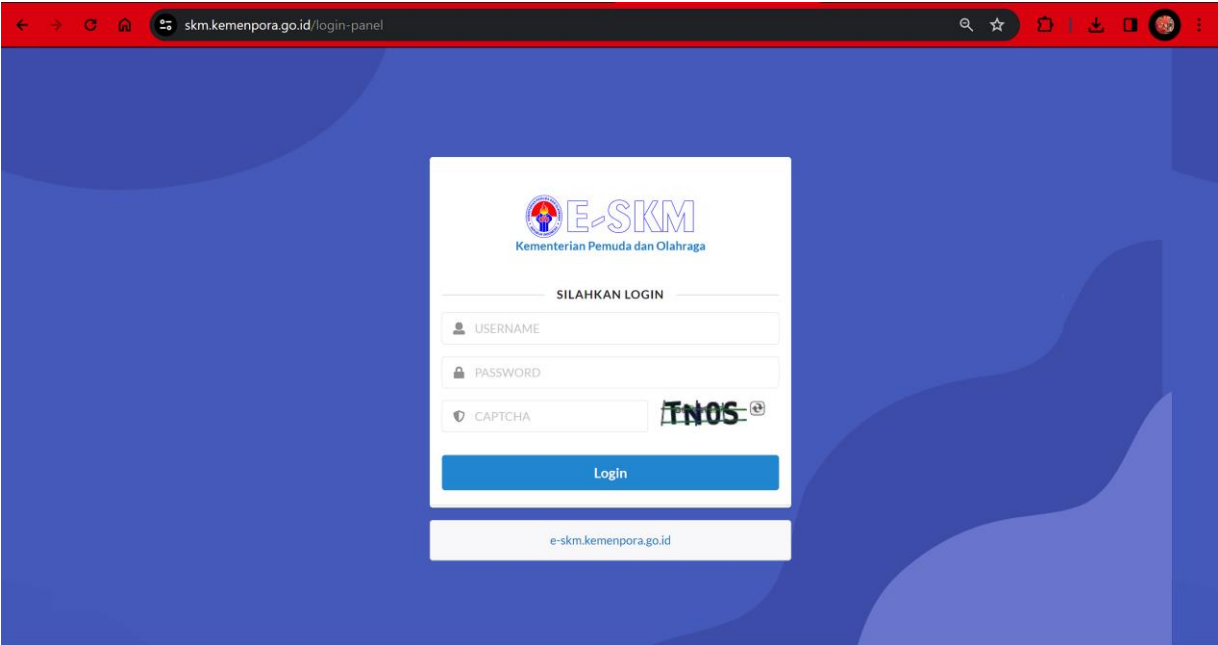 skm.kemenpora.go.id/login-panel
E-SKM
Kementerian Pemuda dan Olahraga
SILAHKAN LOGIN
USERNAME
PASSWORD
CAPTCHA
Login
e-skm.kemenpora.go.id